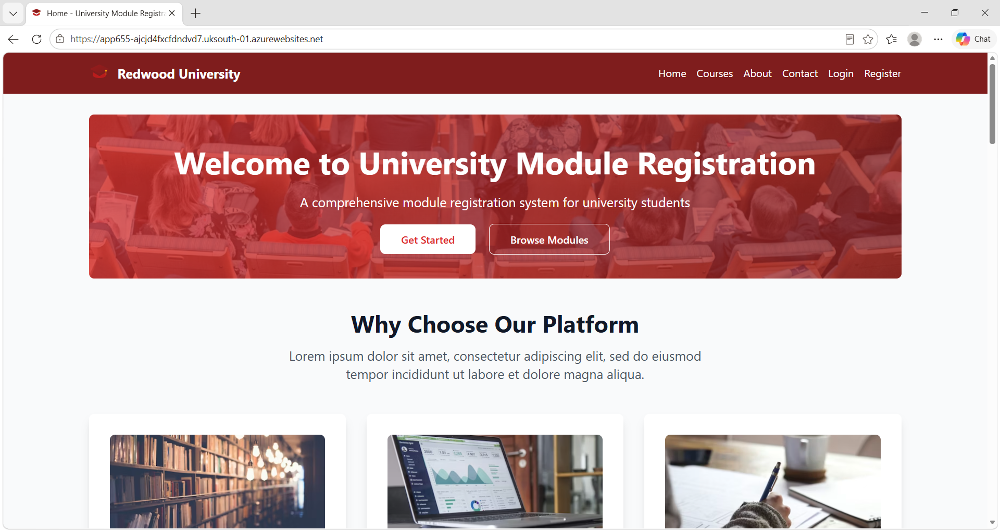 Home - University Module Registra
https://app655-ajcjd4fxcfdndvd7.uksouth-01.azurewebsites.net
Chat
Redwood University
Home Courses About Contact Login Register
Welcome to University Module Registration
A comprehensive module registration system for university students
Get Started Browse Modules
Why Choose Our Platform
Lorem ipsum dolor sit amet, consectetur adipiscing elit, sed do eiusmod
tempor incididunt ut labore et dolore magna aliqua.